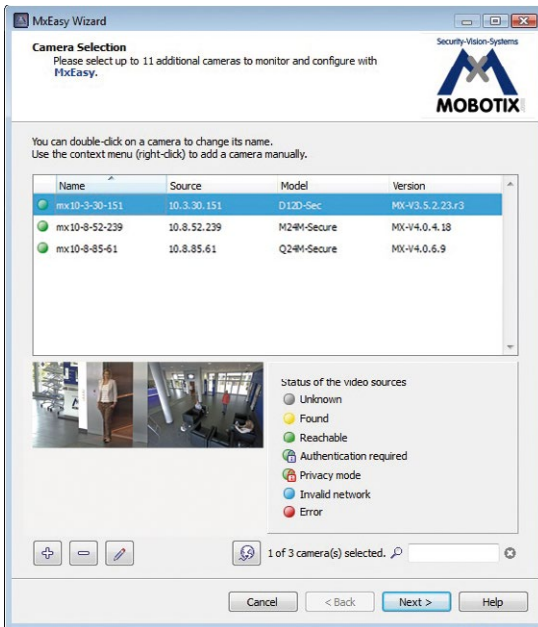 MxEasy Wizard
Camera Selection
Please select up to 11 additional cameras to monitor and configure with
MxEasy.
Security-Vision-Systems
MOBOTIX
You can double-click on a camera to change its name.
Use the context menu (right-click) to add a camera manually.
Name Source Model Version
mx10-3-30-151 10.3.30.151 D12D-Sec MX-V3.5.2.23.r3
mx10-8-52-239 10.8.52.239 M24M-Secure MX-V4.0.4.18
mx10-8-85-61 10.8.85.61 Q24M-Secure MX-V4.0.6.9
Status of the video sources
Unknown
Found
Reachable
Authentication required
Privacy mode
Invalid network
Error
1 of 3 camera(s) selected.
Cancel < Back Next > Help